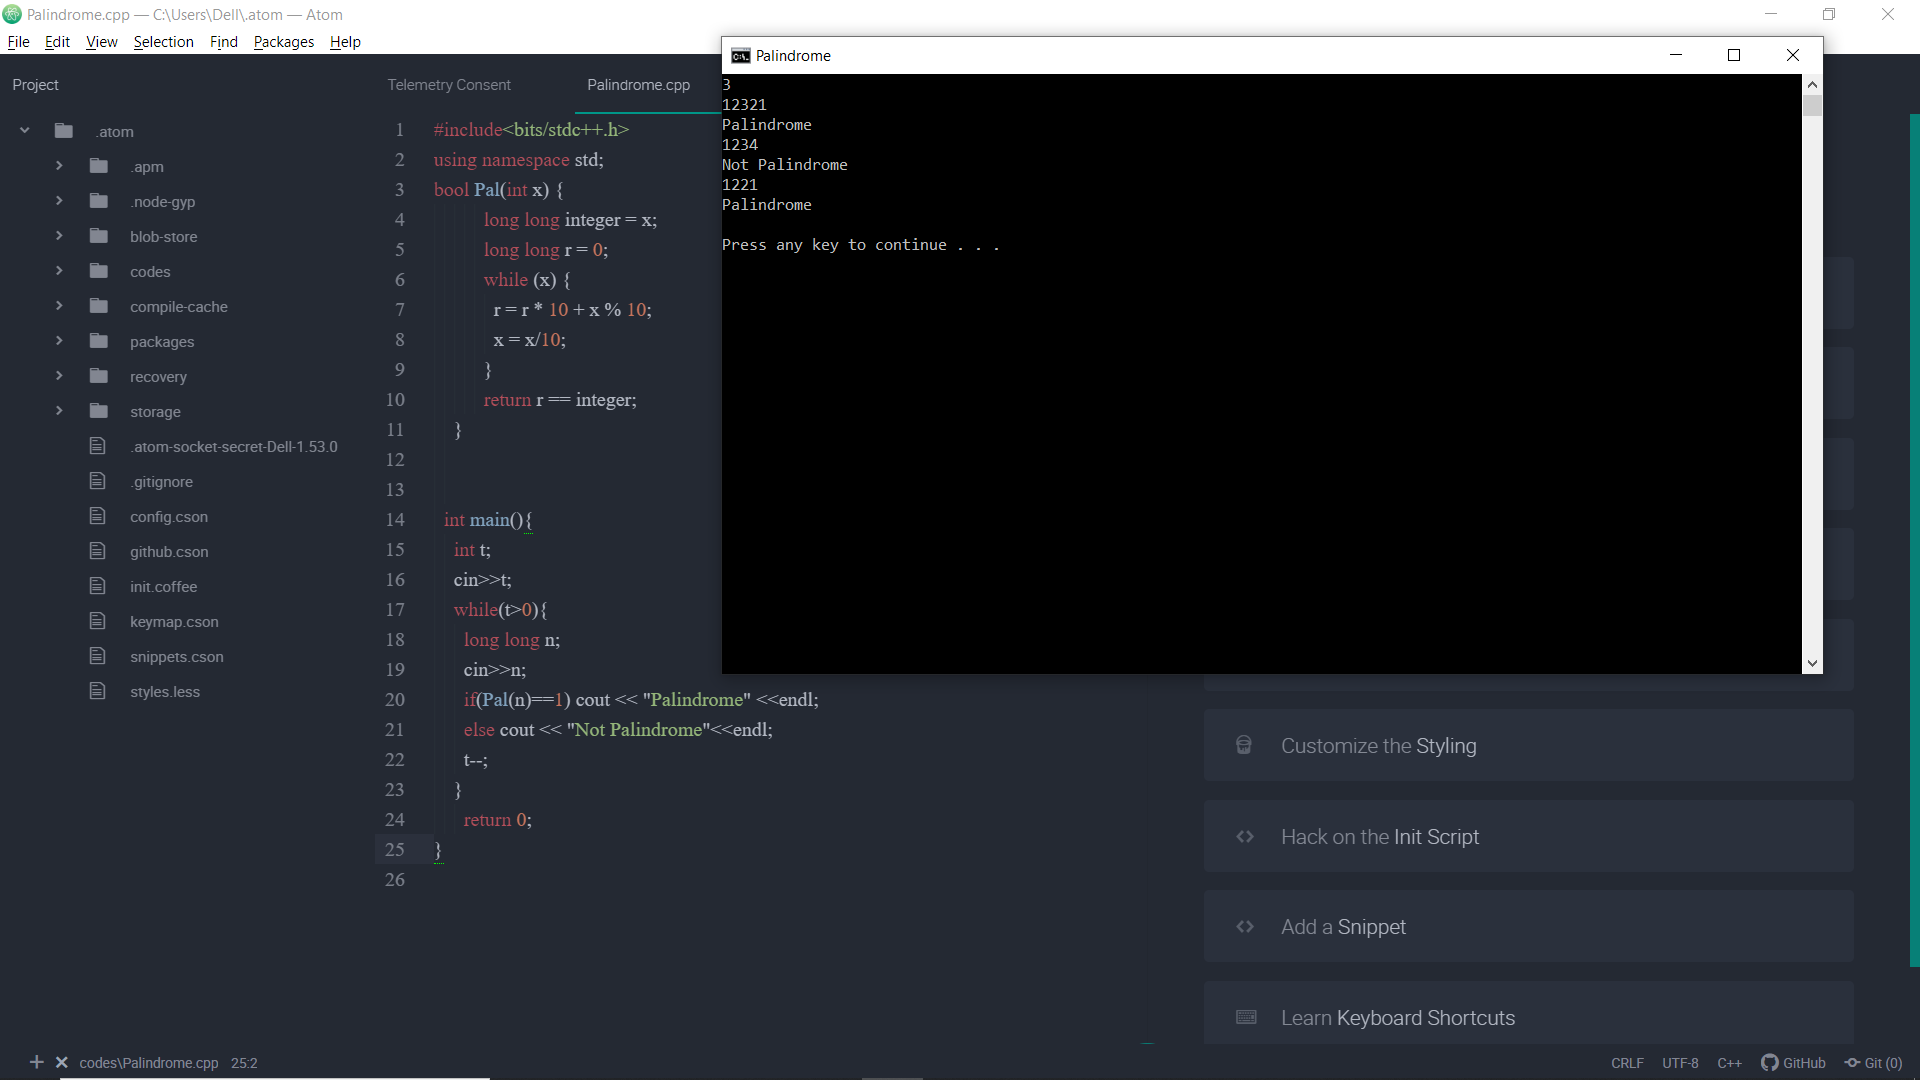 Palindrome.cpp — C:\Users\Dell\.atom — Atom
File Edit View Selection Find Packages Help
Project
.atom
.apm
.node-gyp
blob-store
codes
compile-cache
packages
recovery
storage
.atom-socket-secret-Dell-1.53.0
.gitignore
config.cson
github.cson
init.coffee
keymap.cson
snippets.cson
styles.less
Telemetry Consent
Palindrome.cpp
1 #include<bits/stdc++.h>
2 using namespace std;
3 bool Pal(int x) {
4 long long integer = x;
5 long long r = 0;
6 while (x) {
7 r = r * 10 + x % 10;
8 x = x/10;
9 }
10 return r == integer;
11 }
12
13
14 int main(){
15 int t;
16 cin>>t;
17 while(t>0){
18 long long n;
19 cin>>n;
20 if(Pal(n)==1) cout << "Palindrome" <<endl;
21 else cout << "Not Palindrome"<<endl;
22 t--;
23 }
24 return 0;
25 }
26
Palindrome
3
12321
Palindrome
1234
Not Palindrome
1221
Palindrome
Press any key to continue . . .
Customize the Styling
Hack on the Init Script
Add a Snippet
Learn Keyboard Shortcuts
codes\Palindrome.cpp 25:2
CRLF UTF-8 C++ GitHub Git (0)